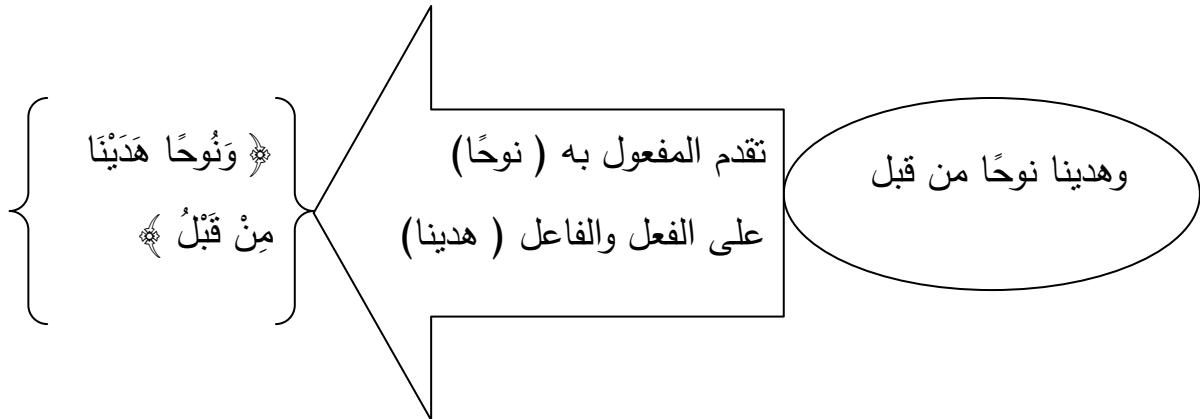 وهدينا نوحًا من قبل
تقدم المفعول به ( نوحًا)
على الفعل والفاعل ( هدينا)
﴿ وَنُوحًا هَدَيْنَا
مِنْ قَبْلُ ﴾